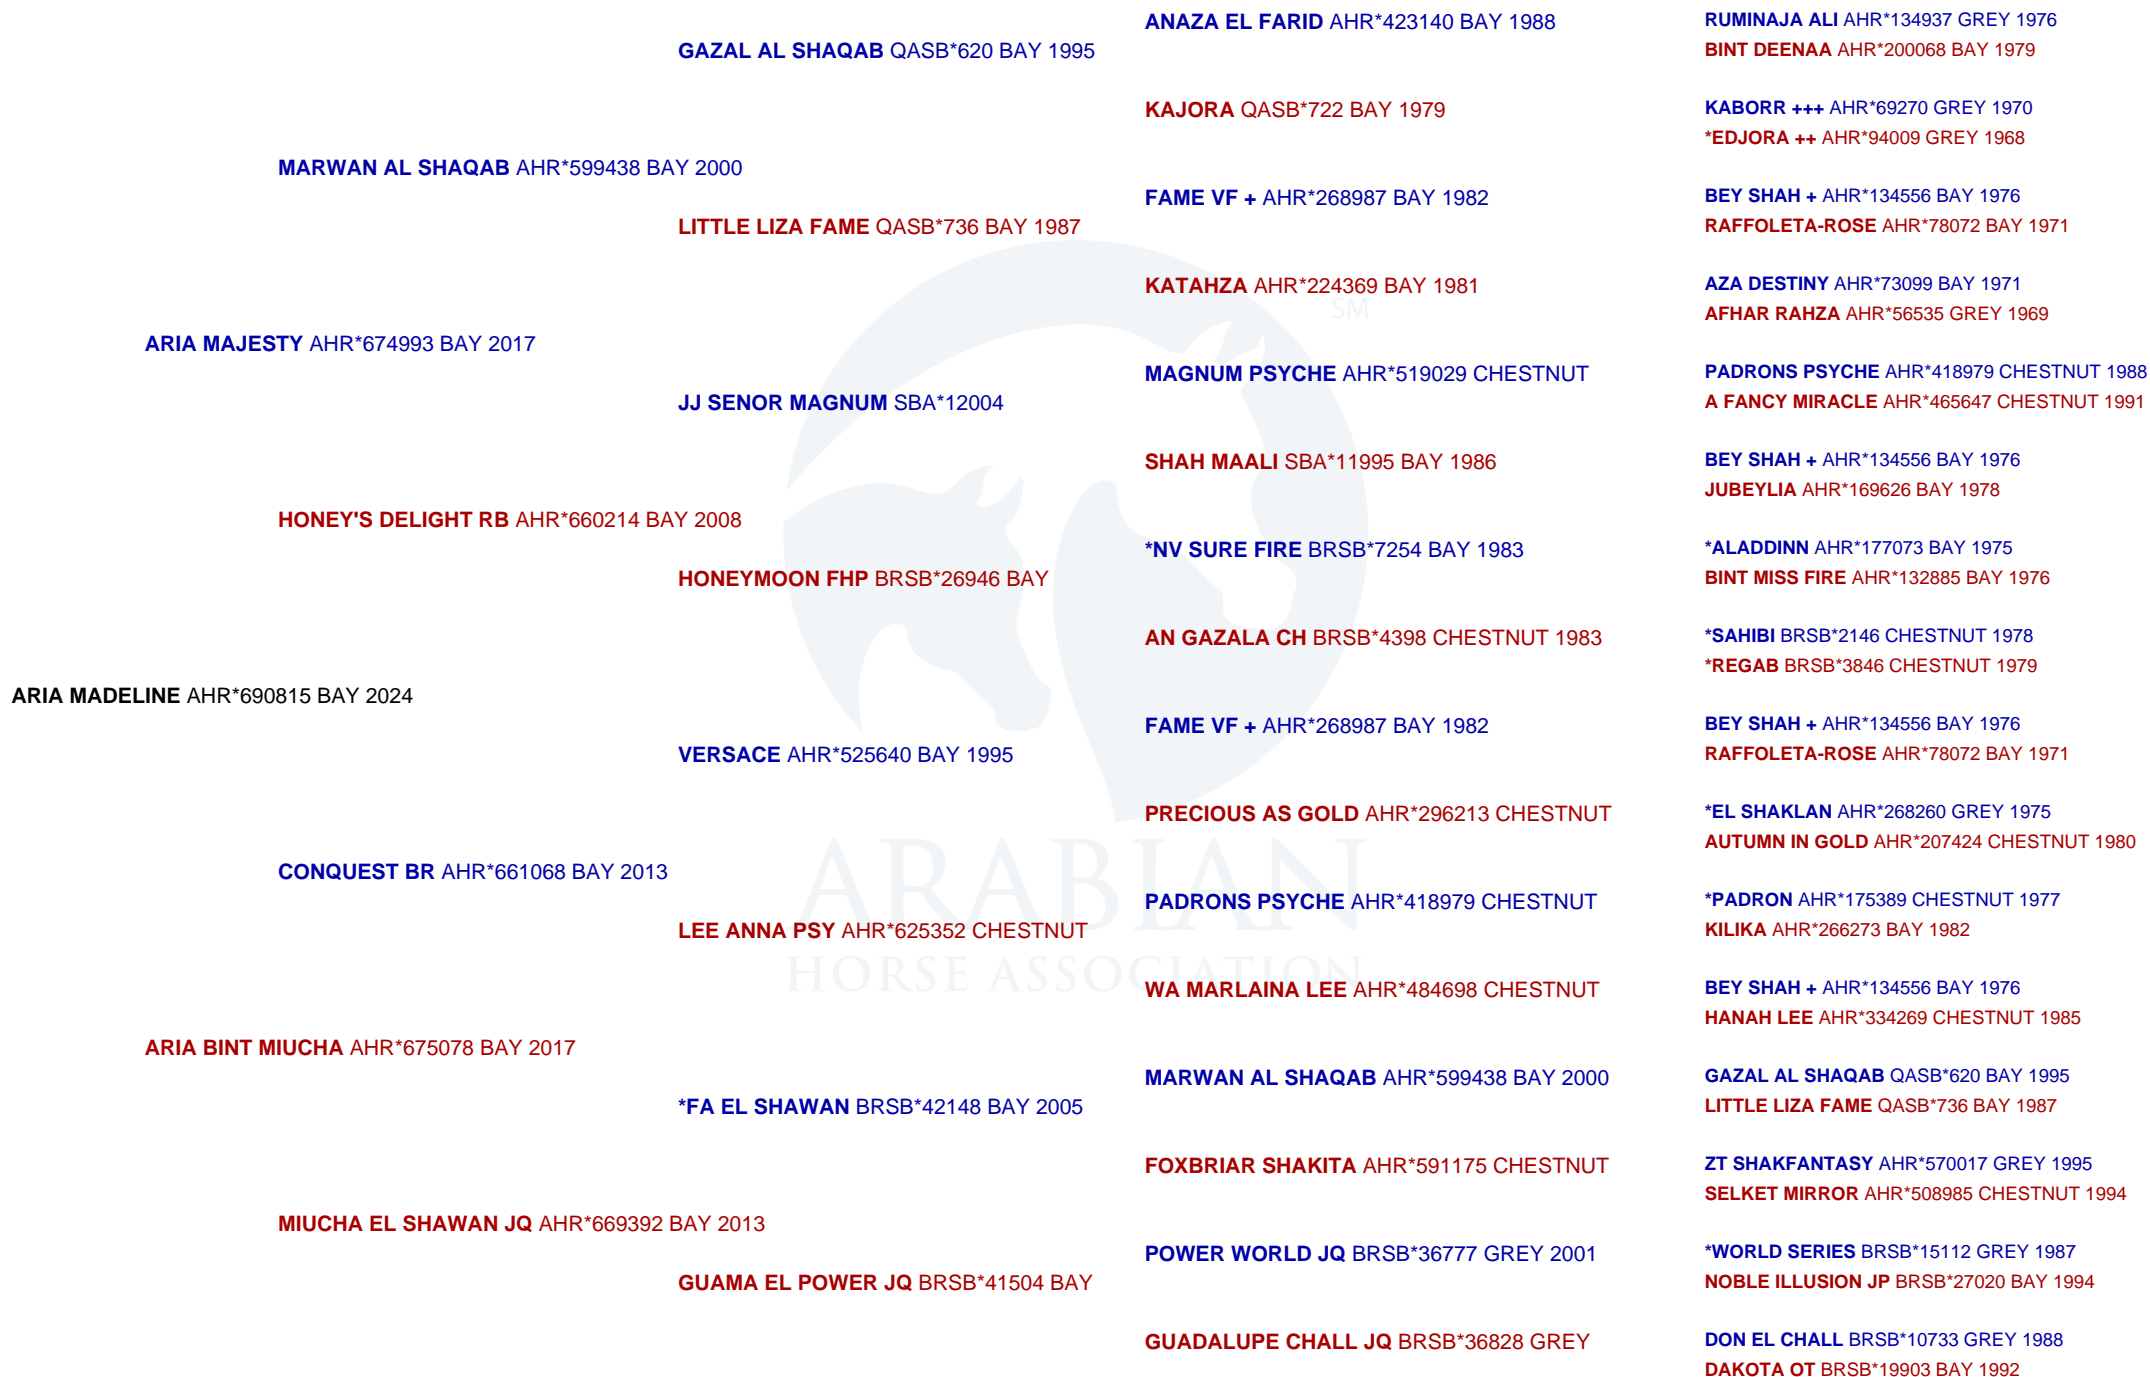 ANAZA EL FARID AHR*423140 BAY 1988
RUMINAJA ALI AHR*134937 GREY 1976
GAZAL AL SHAQAB QASB*620 BAY 1995
BINT DEENAA AHR*200068 BAY 1979
KAJORA QASB*722 BAY 1979
KABORR +++ AHR*69270 GREY 1970
*EDJORA ++ AHR*94009 GREY 1968
MARWAN AL SHAQAB AHR*599438 BAY 2000
FAME VF + AHR*268987 BAY 1982
BEY SHAH + AHR*134556 BAY 1976
LITTLE LIZA FAME QASB*736 BAY 1987
RAFFOLETA-ROSE AHR*78072 BAY 1971
KATAHZA AHR*224369 BAY 1981
AZA DESTINY AHR*73099 BAY 1971
SM
AFHAR RAHZA AHR*56535 GREY 1969
ARIA MAJESTY AHR*674993 BAY 2017
MAGNUM PSYCHE AHR*519029 CHESTNUT
PADRONS PSYCHE AHR*418979 CHESTNUT 1988
JJ SENOR MAGNUM SBA*12004
A FANCY MIRACLE AHR*465647 CHESTNUT 1991
SHAH MAALI SBA*11995 BAY 1986
BEY SHAH + AHR*134556 BAY 1976
JUBEYLIA AHR*169626 BAY 1978
HONEY'S DELIGHT RB AHR*660214 BAY 2008
*NV SURE FIRE BRSB*7254 BAY 1983
*ALADDINN AHR*177073 BAY 1975
HONEYMOON FHP BRSB*26946 BAY
BINT MISS FIRE AHR*132885 BAY 1976
AN GAZALA CH BRSB*4398 CHESTNUT 1983
*SAHIBI BRSB*2146 CHESTNUT 1978
*REGAB BRSB*3846 CHESTNUT 1979
ARIA MADELINE AHR*690815 BAY 2024
FAME VF + AHR*268987 BAY 1982
BEY SHAH + AHR*134556 BAY 1976
VERSACE AHR*525640 BAY 1995
RAFFOLETA-ROSE AHR*78072 BAY 1971
PRECIOUS AS GOLD AHR*296213 CHESTNUT
*EL SHAKLAN AHR*268260 GREY 1975
AUTUMN IN GOLD AHR*207424 CHESTNUT 1980
CONQUEST BR AHR*661068 BAY 2013
ARABIAN
PADRONS PSYCHE AHR*418979 CHESTNUT
*PADRON AHR*175389 CHESTNUT 1977
LEE ANNA PSY AHR*625352 CHESTNUT
KILIKA AHR*266273 BAY 1982
HORSE ASSOCIATION
WA MARLAINA LEE AHR*484698 CHESTNUT
BEY SHAH + AHR*134556 BAY 1976
HANAH LEE AHR*334269 CHESTNUT 1985
ARIA BINT MIUCHA AHR*675078 BAY 2017
MARWAN AL SHAQAB AHR*599438 BAY 2000
GAZAL AL SHAQAB QASB*620 BAY 1995
*FA EL SHAWAN BRSB*42148 BAY 2005
LITTLE LIZA FAME QASB*736 BAY 1987
FOXBRIAR SHAKITA AHR*591175 CHESTNUT
ZT SHAKFANTASY AHR*570017 GREY 1995
SELKET MIRROR AHR*508985 CHESTNUT 1994
MIUCHA EL SHAWAN JQ AHR*669392 BAY 2013
POWER WORLD JQ BRSB*36777 GREY 2001
*WORLD SERIES BRSB*15112 GREY 1987
GUAMA EL POWER JQ BRSB*41504 BAY
NOBLE ILLUSION JP BRSB*27020 BAY 1994
GUADALUPE CHALL JQ BRSB*36828 GREY
DON EL CHALL BRSB*10733 GREY 1988
DAKOTA OT BRSB*19903 BAY 1992